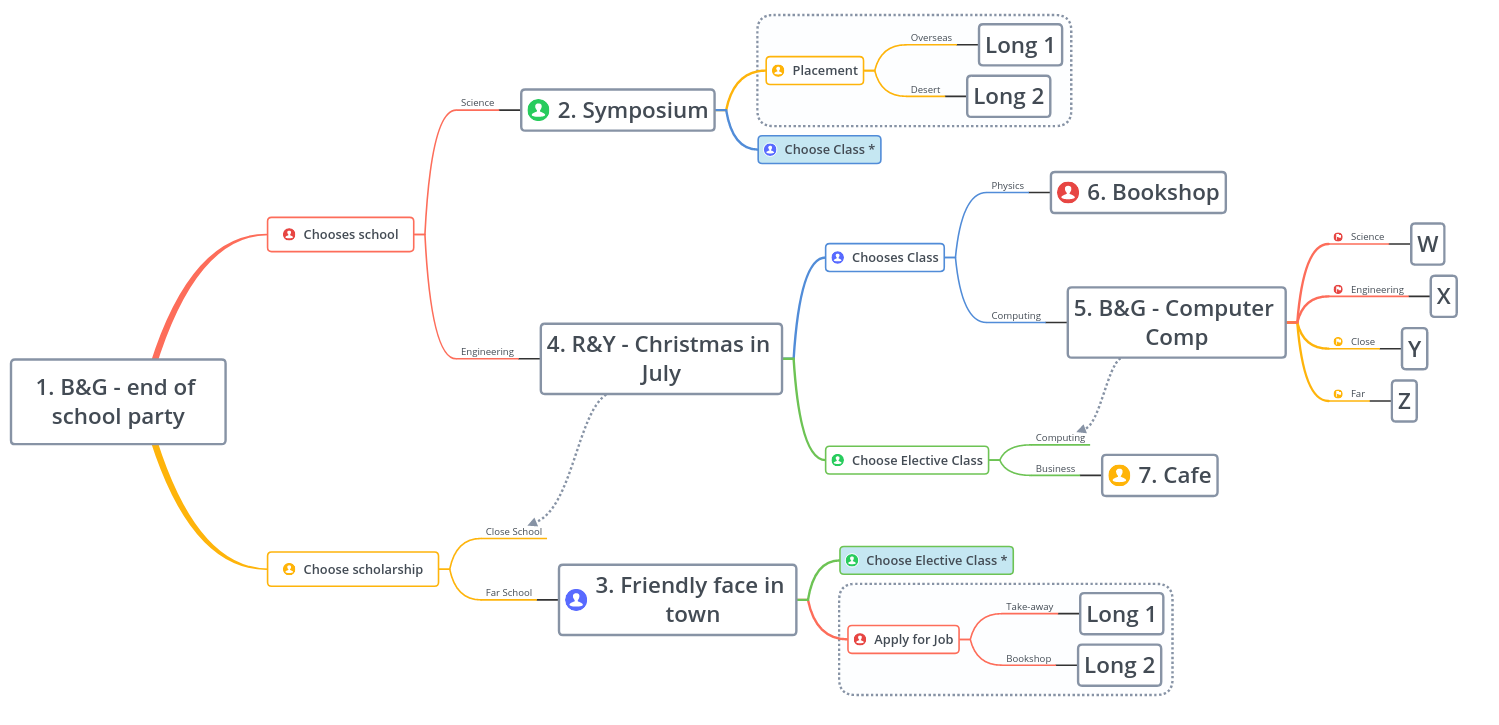 1. B&G - end of
school party
Chooses school
Science
2. Symposium
Placement
Overseas
Long 1
Desert
Long 2
Choose Class *
Engineering
4. R&Y - Christmas in
July
Chooses Class
Physics
6. Bookshop
Computing
5. B&G - Computer
Comp
Science
W
Engineering
X
Close
Y
Far
Z
Choose Elective Class
Computing
Business
7. Cafe
Choose scholarship
Close School
Far School
3. Friendly face in
town
Choose Elective Class *
Apply for Job
Take-away
Long 1
Bookshop
Long 2